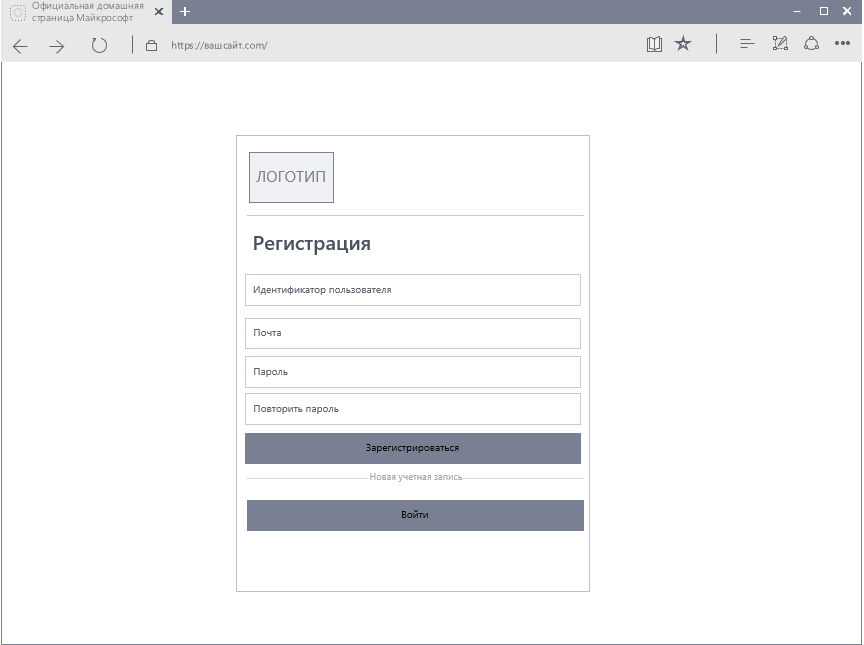 Официальная домашняя
страница Майкрософт
https://вашсайт.com/
ЛОГОТИП
Регистрация
Идентификатор пользователя
Почта
Пароль
Повторить пароль
Зарегистрироваться
Новая учетная запись
Войти